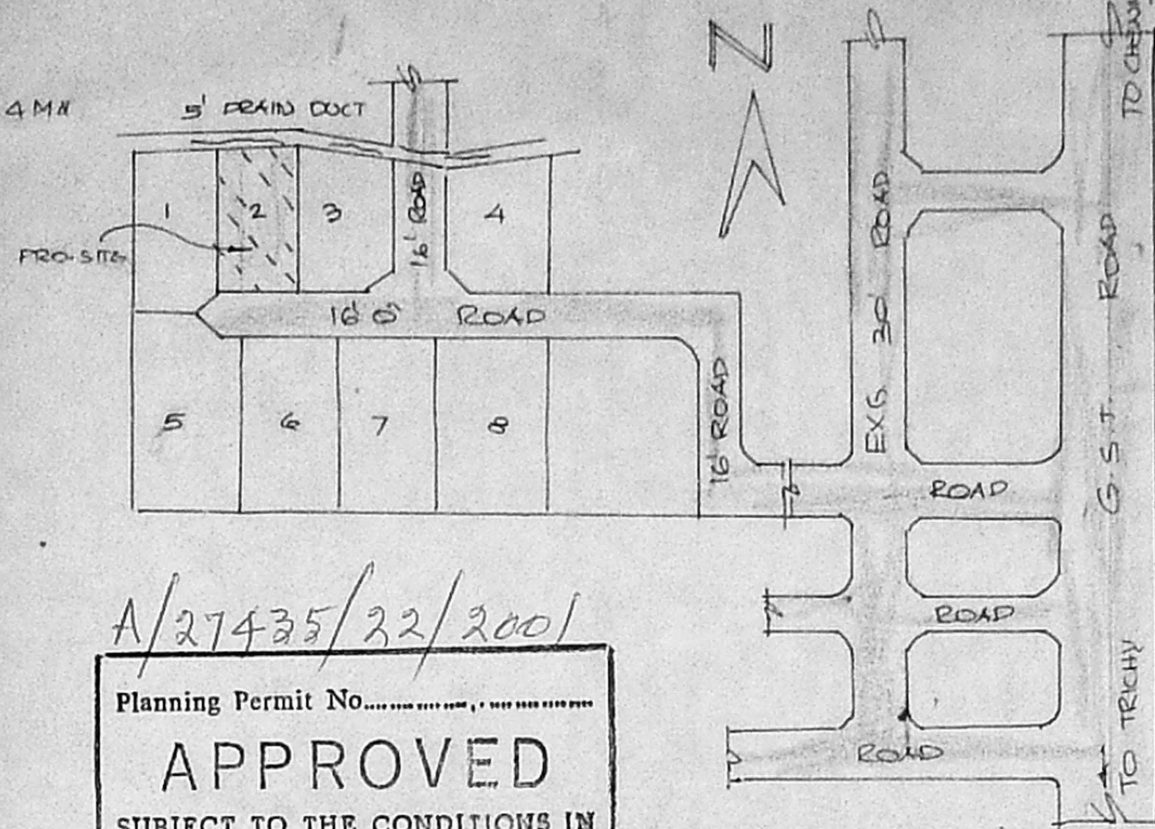 N
5' DRAIN DUCT
1
2
3
16' ROAD
4
PRO-SITE
16' 0" ROAD
5
6
7
8
16' ROAD
EXG. 30' ROAD
G.S.T. ROAD
ROAD
ROAD
ROAD
TO TRICHY
A/27435/22/2001
Planning Permit No.
APPROVED
SUBJECT TO THE CONDITIONS IN